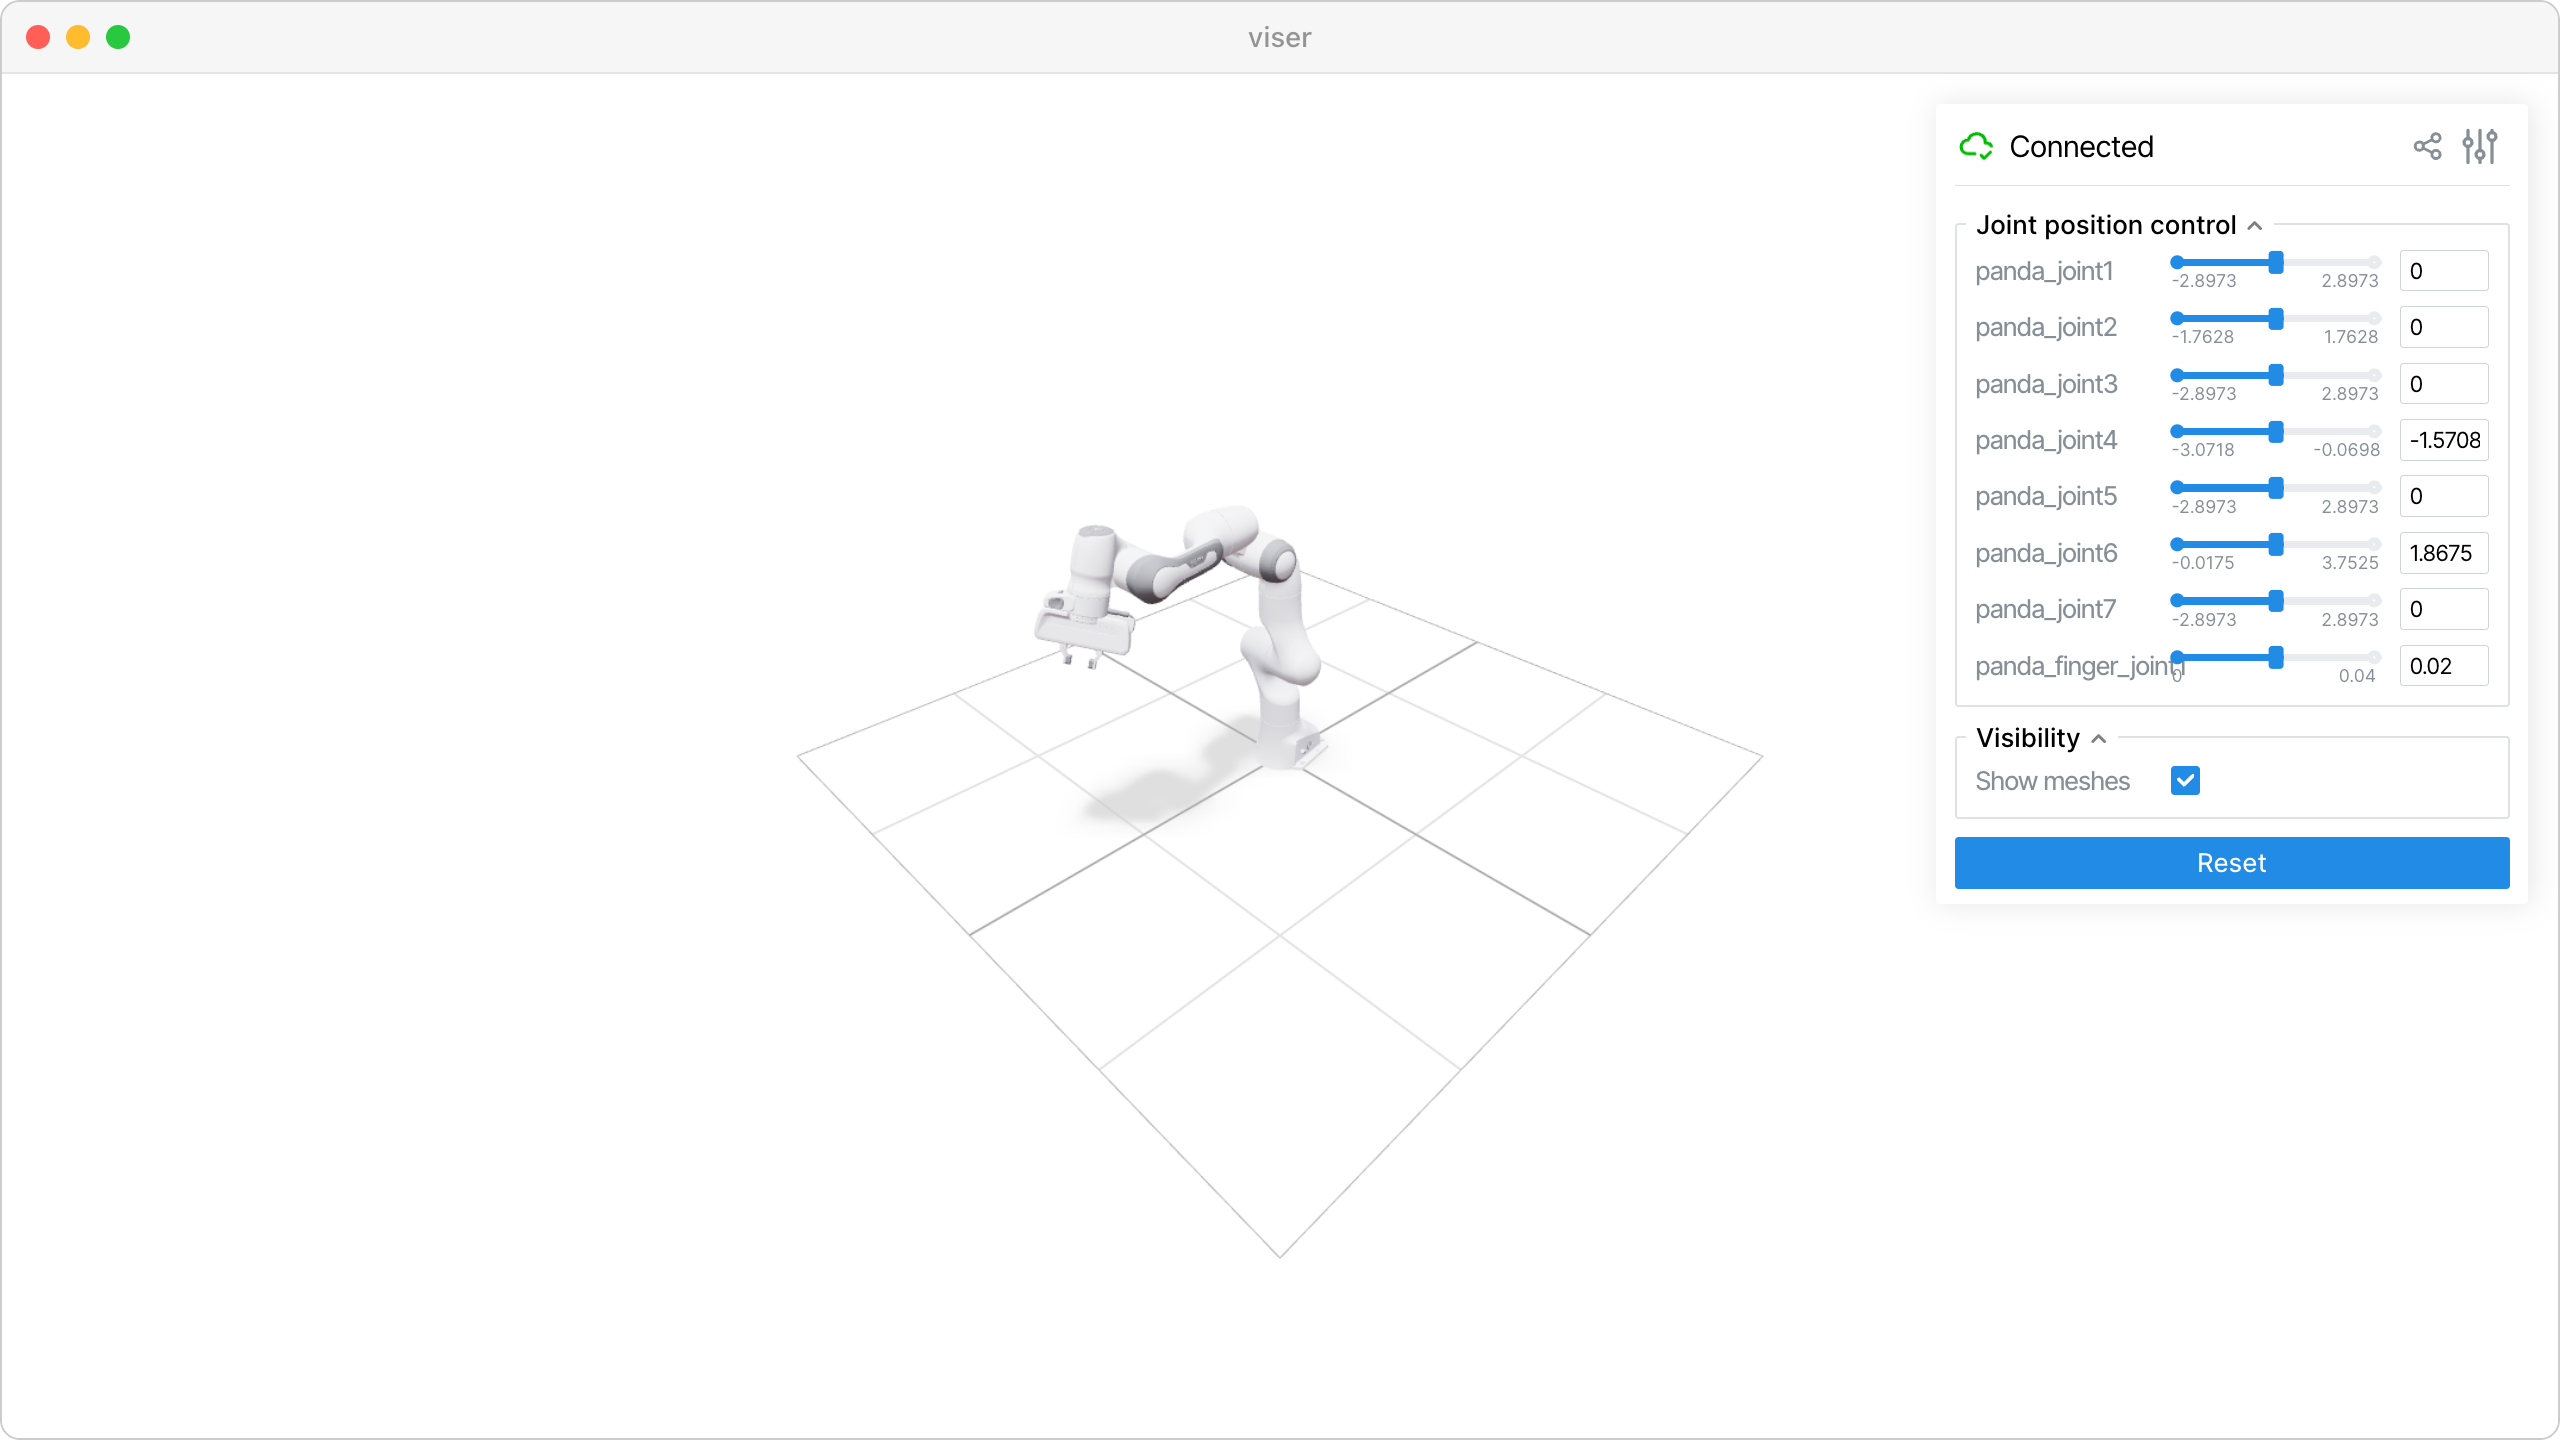 viser
Connected
Joint position control
panda_joint1 0
-2.8973 2.8973
panda_joint2 0
-1.7628 1.7628
panda_joint3 0
-2.8973 2.8973
panda_joint4 -1.5708
-3.0718 -0.0698
panda_joint5 0
-2.8973 2.8973
panda_joint6 1.8675
-0.0175 3.7525
panda_joint7 0
-2.8973 2.8973
panda_finger_joint1 0.02
0 0.04
Visibility
Show meshes
Reset